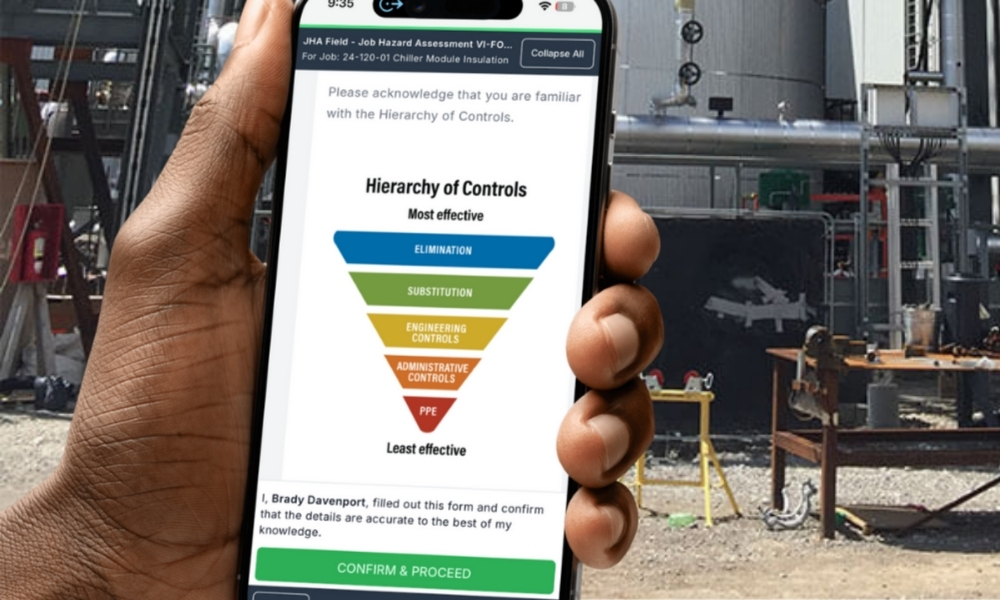 9:35
8
JHA Field - Job Hazard Assessment VI-FO...
Collapse All
For Job: 24-120-01 Chiller Module Insulation
Please acknowledge that you are familiar
with the Hierarchy of Controls.
Hierarchy of Controls
Most effective
ELIMINATION
SUBSTITUTION
ENGINEERING
CONTROLS
ADMINISTRATIVE
CONTROLS
PPE
Least effective
I, Brady Davenport, filled out this form and confirm
that the details are accurate to the best of my
knowledge.
CONFIRM & PROCEED